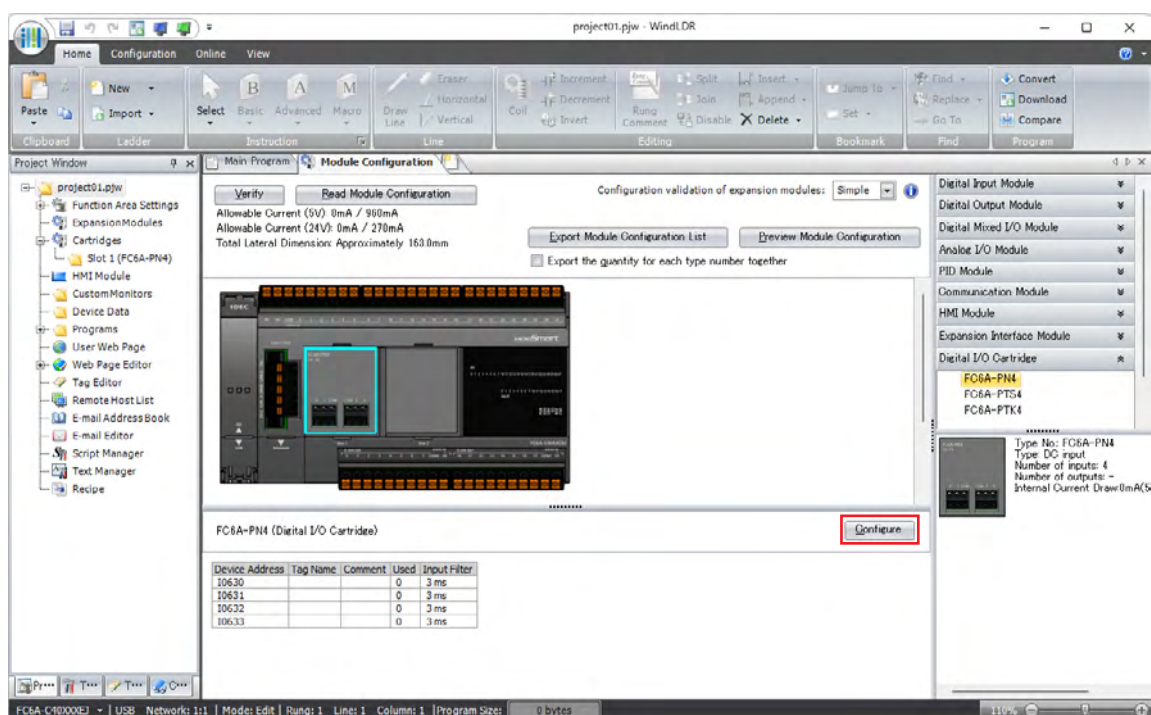 project01.pjw - WindLDR
Home Configuration Online View
Paste
New
Import
Select Basic Advanced Macro
Draw Line
Eraser
Horizontal
Vertical
Coil
Increment
Decrement
Invert
Rung Comment
Split
Join
Disable
Insert
Append
Delete
Jump To
Set
Find
Replace
Go To
Convert
Download
Compare
Clipboard Ladder Instruction Line Editing Bookmark Find Program
Project Window
project01.pjw
Function Area Settings
ExpansionModules
Cartridges
Slot 1 (FC6A-PN4)
HMI Module
CustomMonitors
Device Data
Programs
User Web Page
Web Page Editor
Tag Editor
Remote Host List
E-mail Address Book
E-mail Editor
Script Manager
Text Manager
Recipe
Pr··· T··· T··· C···
Main Program Module Configuration
Verify Read Module Configuration
Configuration validation of expansion modules: Simple
Allowable Current (5V): 0mA / 960mA
Allowable Current (24V): 0mA / 270mA
Total Lateral Dimension: Approximately 163.0mm
Export Module Configuration List Preview Module Configuration
Export the quantity for each type number together
IDEC
FC6A-PN4 (Digital I/O Cartridge)
Configure
Device Address Tag Name Comment Used Input Filter
I0630 0 3 ms
I0631 0 3 ms
I0632 0 3 ms
I0633 0 3 ms
Digital Input Module
Digital Output Module
Digital Mixed I/O Module
Analog I/O Module
PID Module
Communication Module
HMI Module
Expansion Interface Module
Digital I/O Cartridge
FC6A-PN4
FC6A-PTS4
FC6A-PTK4
Type No.: FC6A-PN4
Type: DC input
Number of inputs: 4
Number of outputs: -
Internal Current Draw:0mA(5
FC6A-C40XXXEJ USB Network: 1:1 Mode: Edit Rung: 1 Line: 1 Column: 1 Program Size: 0 bytes 110%